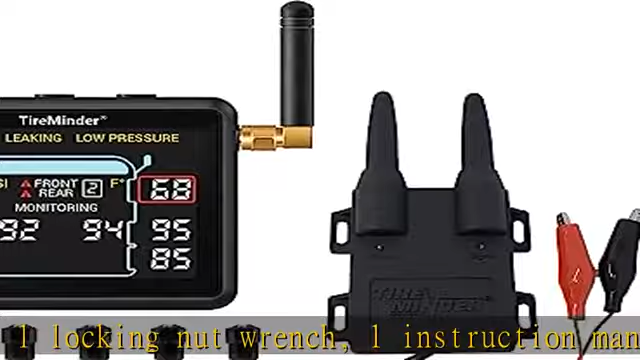 TireMinder®
LEAKING LOW PRESSURE
FRONT 2 F° 68
REAR
MONITORING
92 94 95
85
TIRE
MINDER
1 locking nut wrench, 1 instruction man